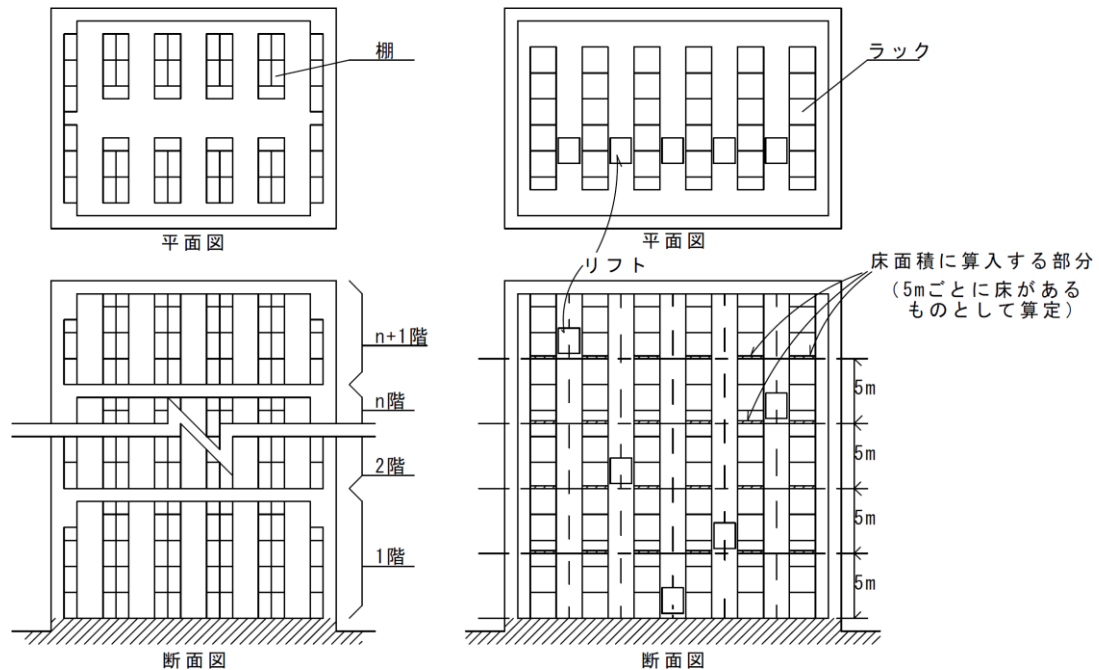 棚
平面図
n+1階
n階
2階
1階
断面図
ラック
平面図
リフト
床面積に算入する部分
(5mごとに床がある
ものとして算定)
5m
5m
5m
5m
断面図